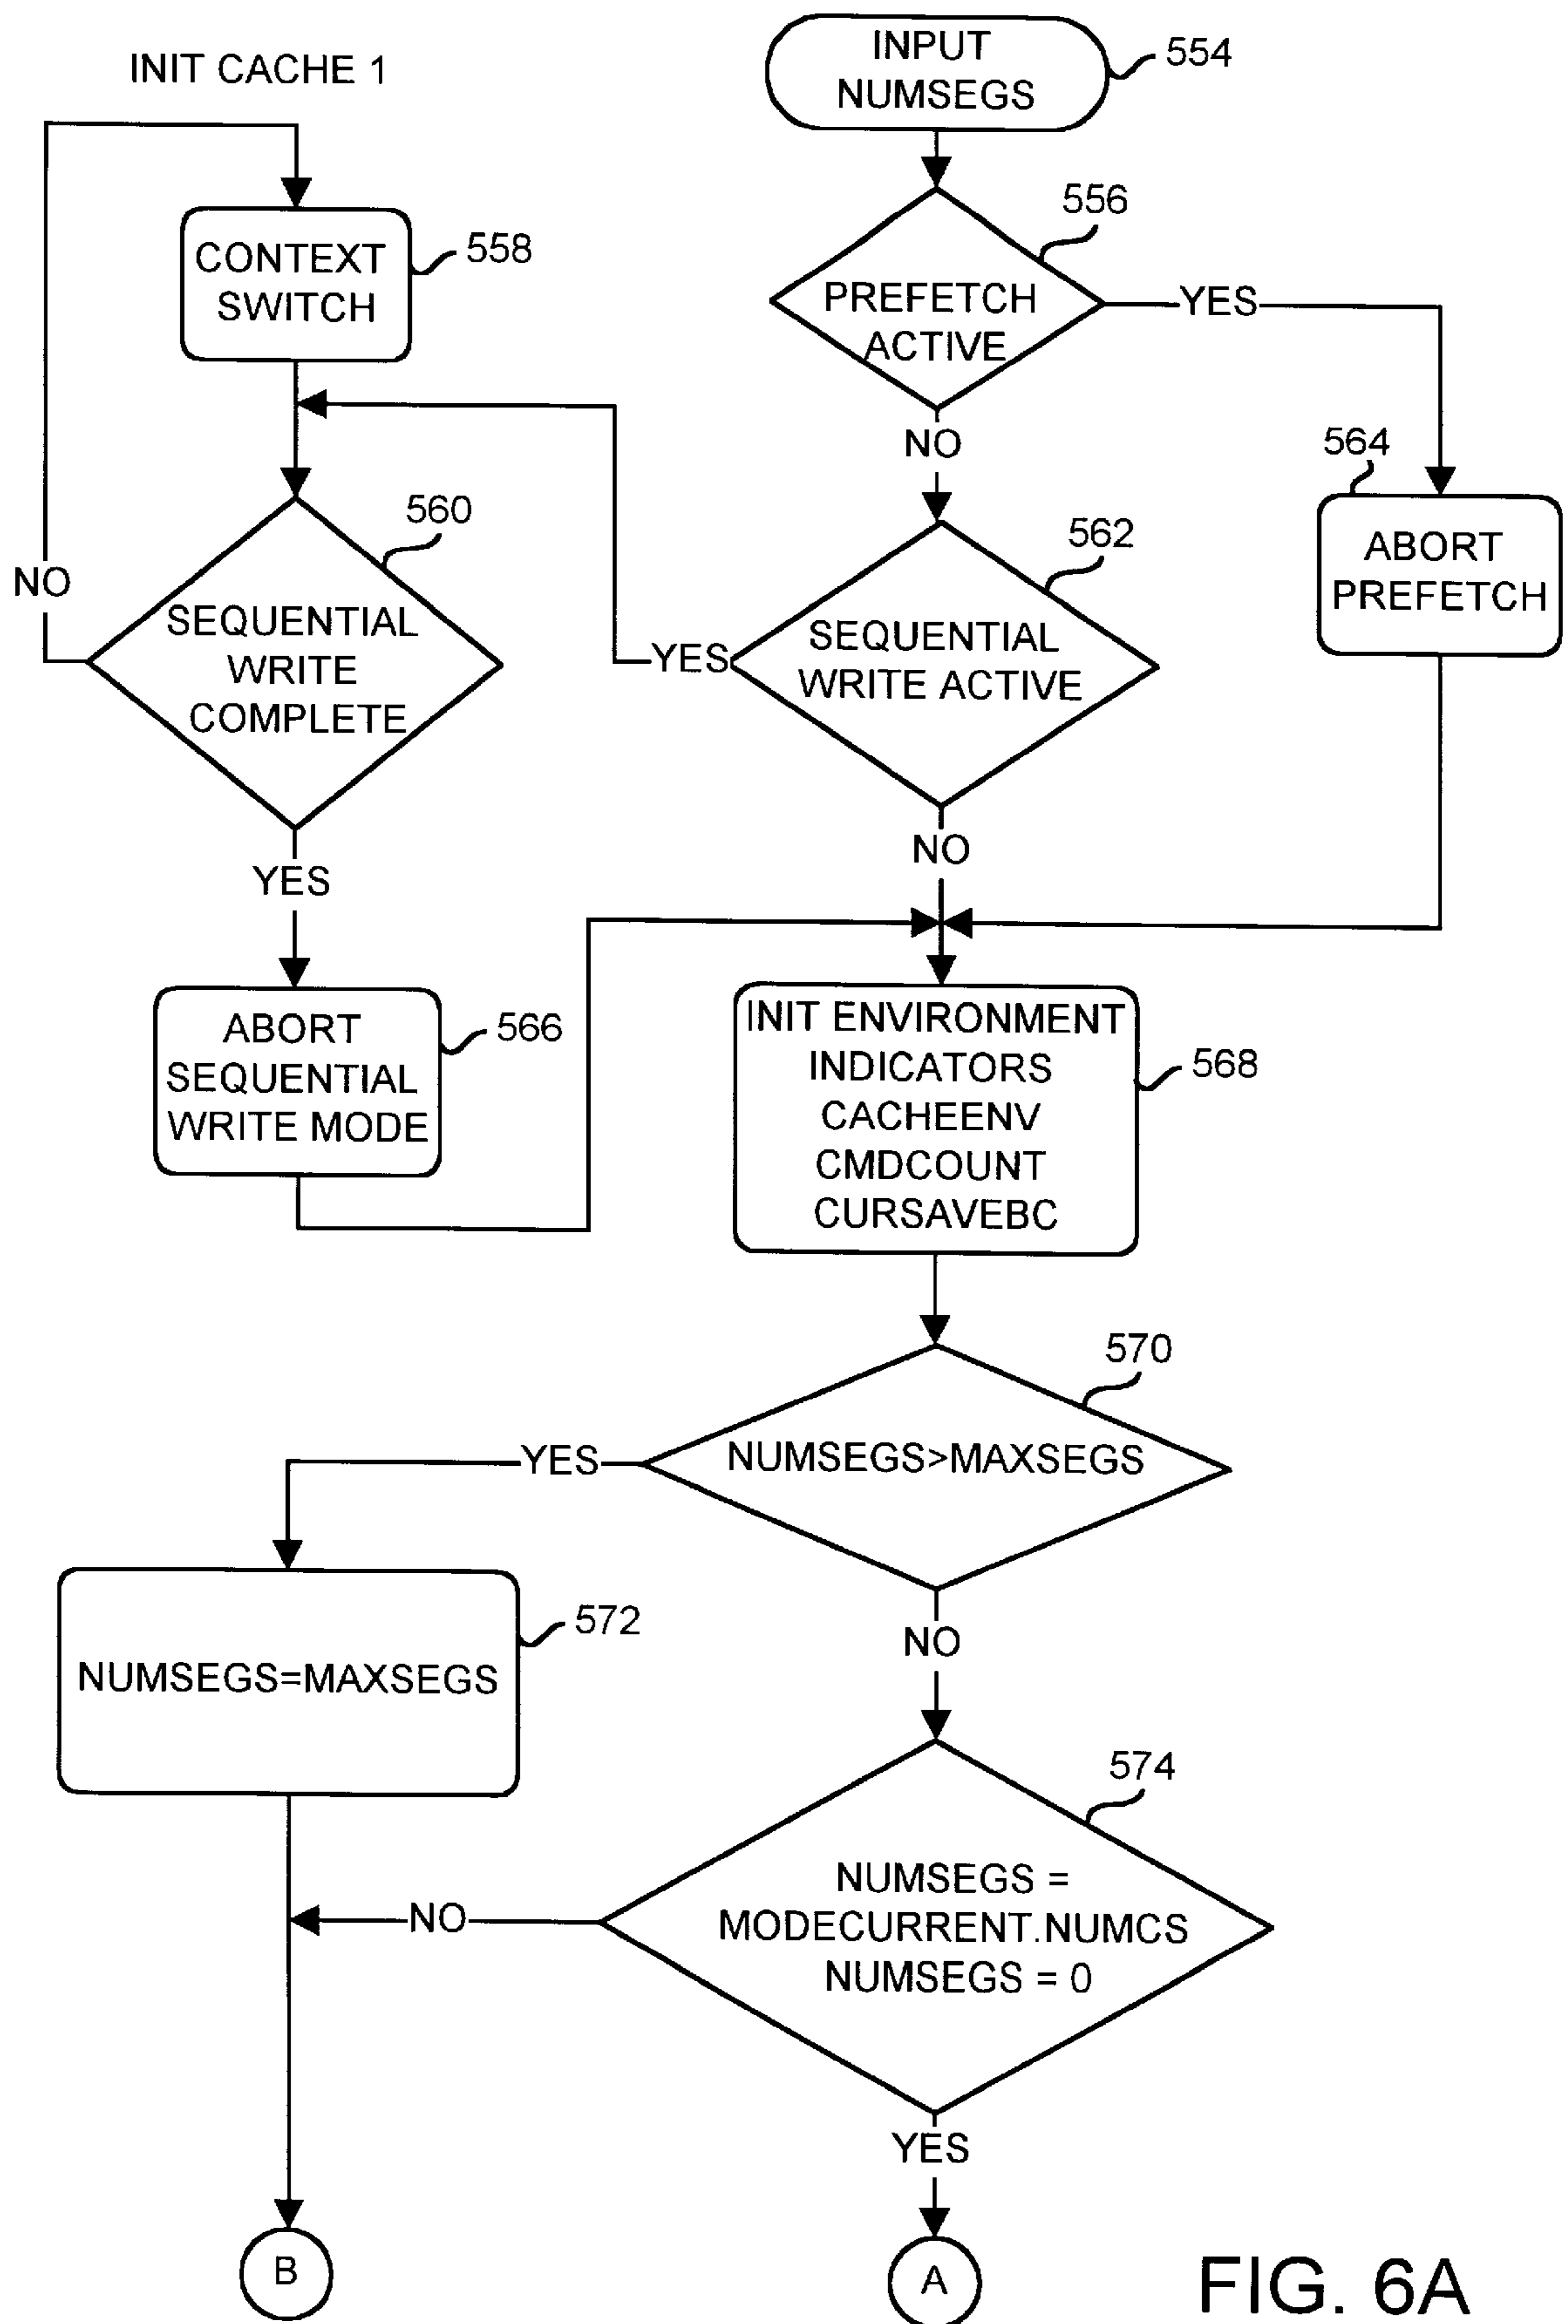 INIT CACHE 1
INPUT
NUMSEGS
554
556
PREFETCH
ACTIVE
YES
NO
CONTEXT
SWITCH
558
560
SEQUENTIAL
WRITE
COMPLETE
NO
YES
562
SEQUENTIAL
WRITE ACTIVE
YES
NO
564
ABORT
PREFETCH
ABORT
SEQUENTIAL
WRITE MODE
566
INIT ENVIRONMENT
INDICATORS
CACHEENV
CMDCOUNT
CURSAVEBC
568
570
NUMSEGS>MAXSEGS
YES
NO
572
NUMSEGS=MAXSEGS
574
NUMSEGS =
MODECURRENT.NUMCS
NUMSEGS = 0
NO
YES
B
A
FIG. 6A